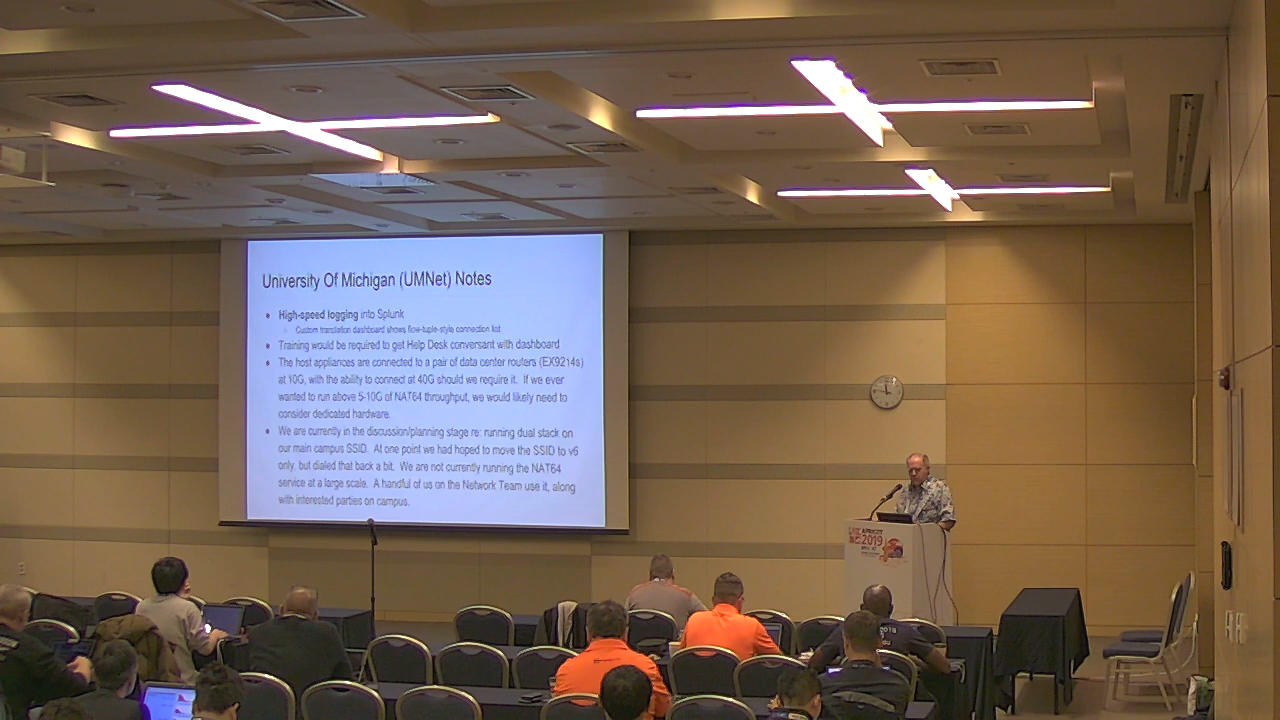 University Of Michigan (UMNet) Notes
High-speed logging into Splunk
Custom translation dashboard shows flow-tuple-style connection list
Training would be required to get Help Desk conversant with dashboard
The host appliances are connected to a pair of data center routers (EX9214s)
at 10G, with the ability to connect at 40G should we require it. If we ever
wanted to run above 5-10G of NAT64 throughput, we would likely need to
consider dedicated hardware.
We are currently in the discussion/planning stage re: running dual stack on
our main campus SSID. At one point we had hoped to move the SSID to v6
only, but dialed that back a bit. We are not currently running the NAT64
service at a large scale. A handful of us on the Network Team use it, along
with interested parties on campus.
APRICOT
2019